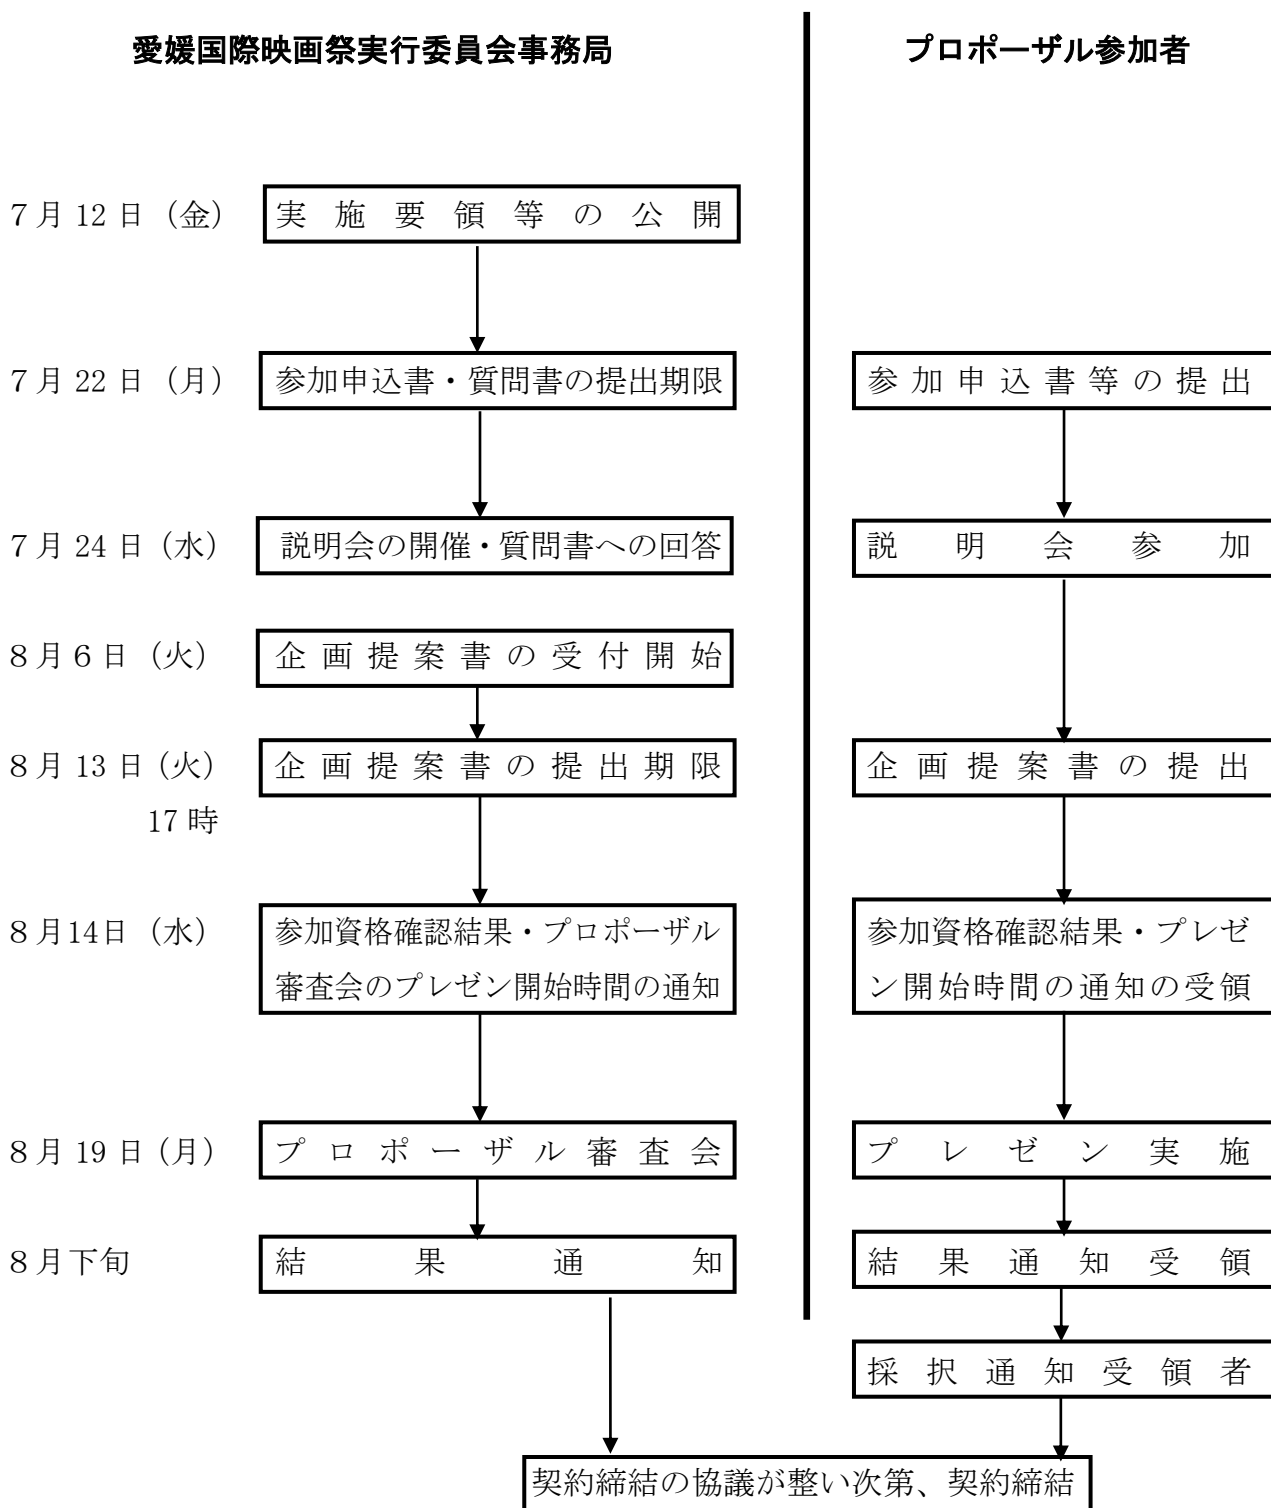 愛媛国際映画祭実行委員会事務局
プロポーザル参加者
７月 12 日（金）
実施要領等の公開
７月 22 日（月）
参加申込書・質問書の提出期限
参加申込書等の提出
７月 24 日（水）
説明会の開催・質問書への回答
説明会参加
８月６日（火）
企画提案書の受付開始
８月 13 日（火）
17 時
企画提案書の提出期限
企画提案書の提出
８月14日（水）
参加資格確認結果・プロポーザル
審査会のプレゼン開始時間の通知
参加資格確認結果・プレゼ
ン開始時間の通知の受領
８月 19 日（月）
プロポーザル審査会
プレゼン実施
８月下旬
結果通知
結果通知受領
採択通知受領者
契約締結の協議が整い次第、契約締結